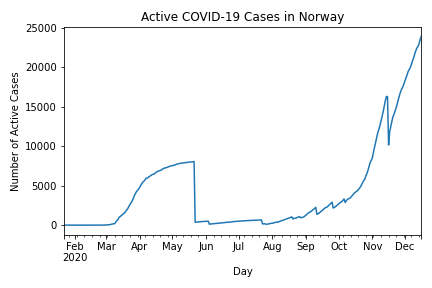 Active COVID-19 Cases in Norway
Number of Active Cases
25000
20000
15000
10000
5000
0
Feb Mar Apr May Jun Jul Aug Sep Oct Nov Dec
2020
Day